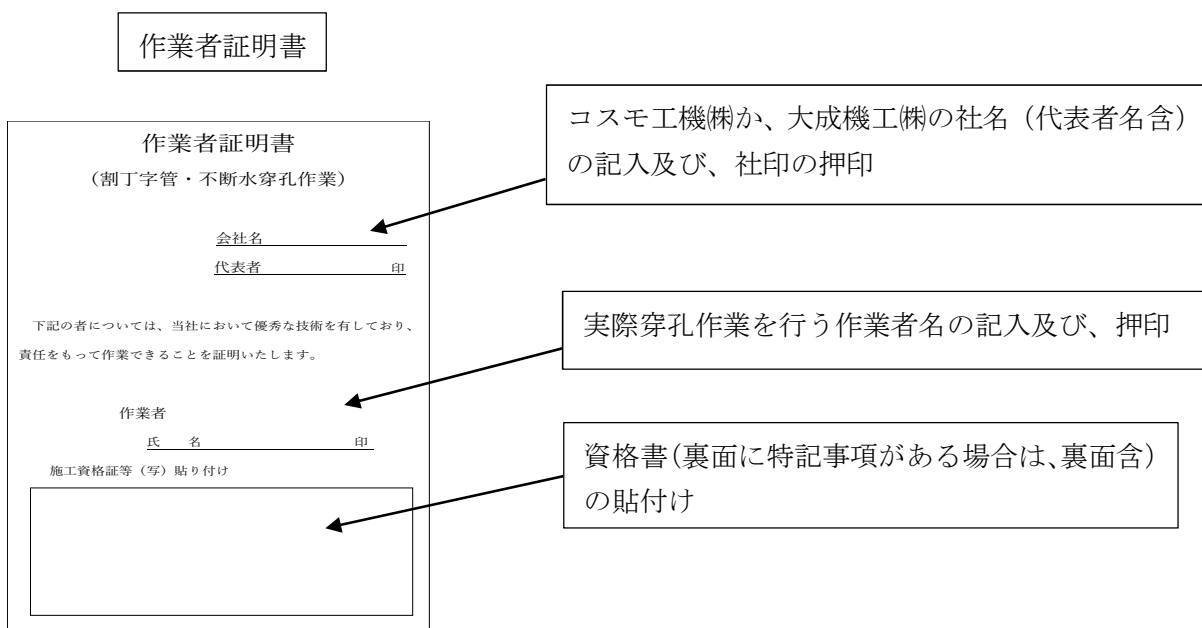 作業者証明書
作業者証明書
（割丁字管・不断水穿孔作業）
会社名
代表者　印
下記の者については、当社において優秀な技術を有しており、
責任をもって作業できることを証明いたします。
作業者
氏　名　印
施工資格証等（写）貼り付け
コスモ工機㈱か、大成機工㈱の社名（代表者名含）
の記入及び、社印の押印
実際穿孔作業を行う作業者名の記入及び、押印
資格書（裏面に特記事項がある場合は、裏面含）
の貼付け